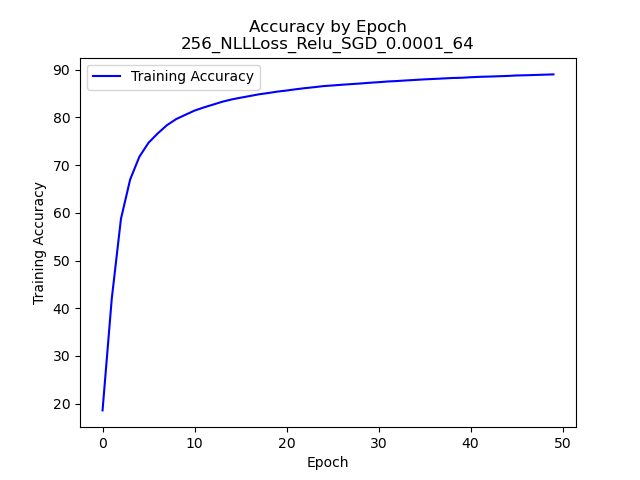 Accuracy by Epoch
256_NLLLoss_Relu_SGD_0.0001_64
Training Accuracy
90
80
70
60
50
40
30
20
Training Accuracy
0 10 20 30 40 50
Epoch